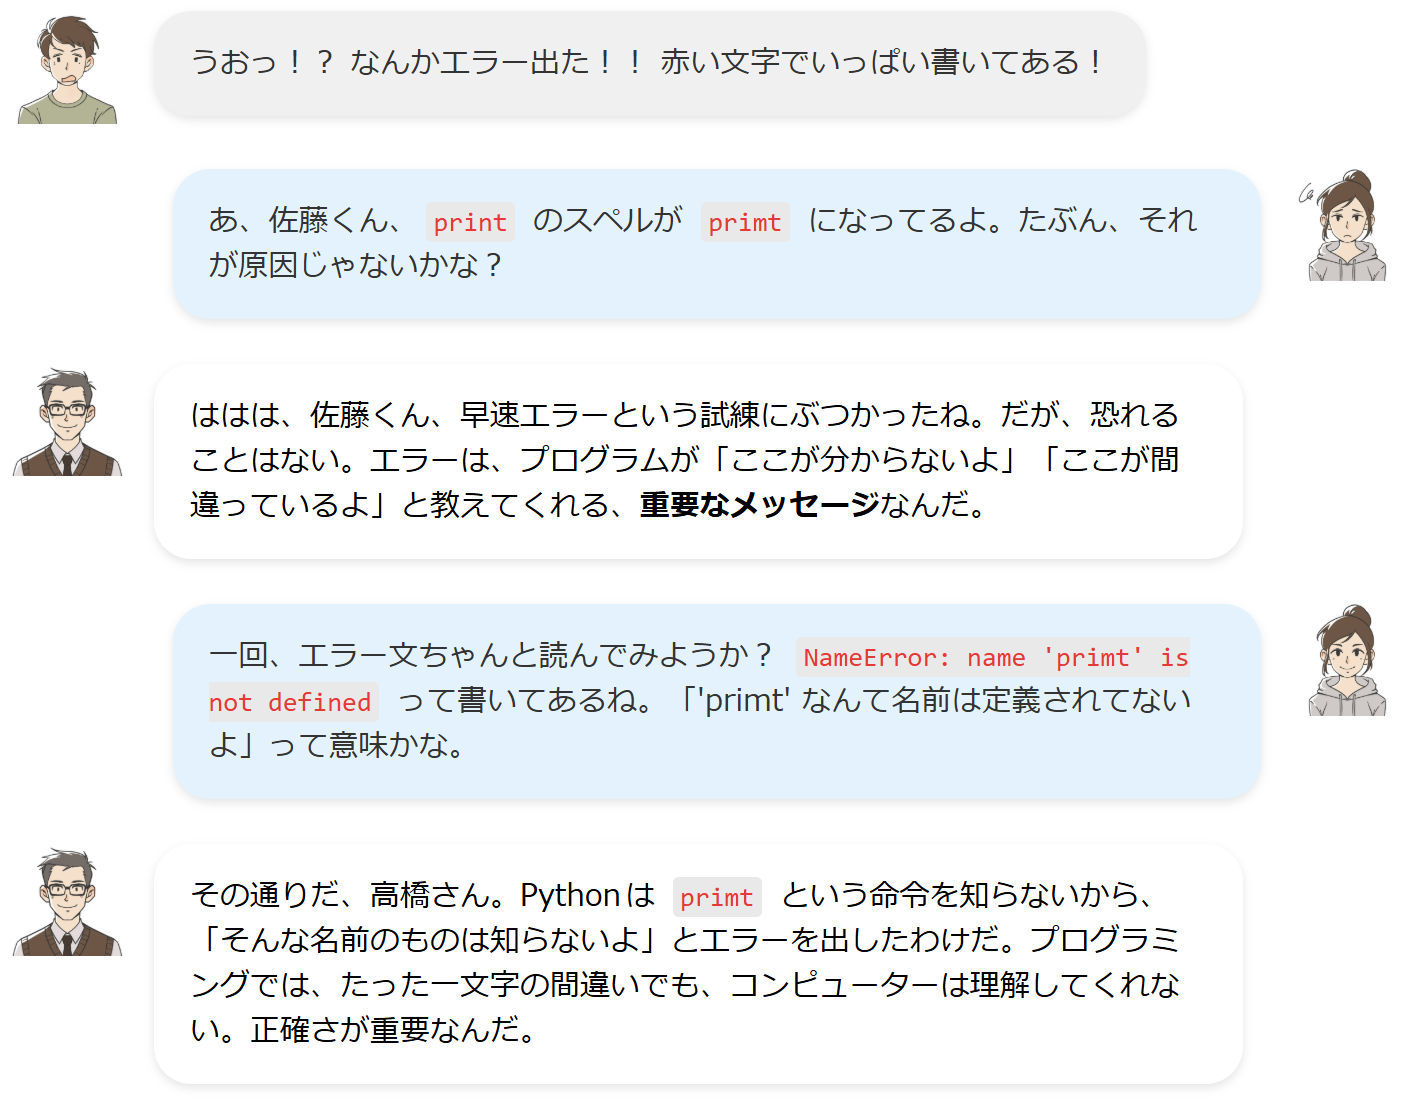 うおっ！？ なんかエラー出た！！ 赤い文字でいっぱい書いてある！
あ、佐藤くん、 print のスペルが primt になってるよ。たぶん、それ
が原因じゃないかな？
ははは、佐藤くん、早速エラーという試練にぶつかったね。だが、恐れる
ことはない。エラーは、プログラムが「ここが分からないよ」「ここが間
違っているよ」と教えてくれる、重要なメッセージなんだ。
一回、エラー文ちゃんと読んでみようか？ NameError: name 'primt' is
not defined って書いてあるね。「'primt' なんて名前は定義されてない
よ」って意味かな。
その通りだ、高橋さん。Pythonは primt という命令を知らないから、
「そんな名前のものは知らないよ」とエラーを出したわけだ。プログラミ
ングでは、たった一文字の間違いでも、コンピューターは理解してくれな
い。正確さが重要なんだ。